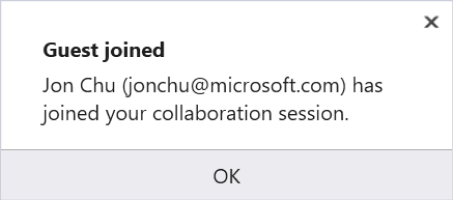 Guest joined
Jon Chu (jonchu@microsoft.com) has
joined your collaboration session.
OK